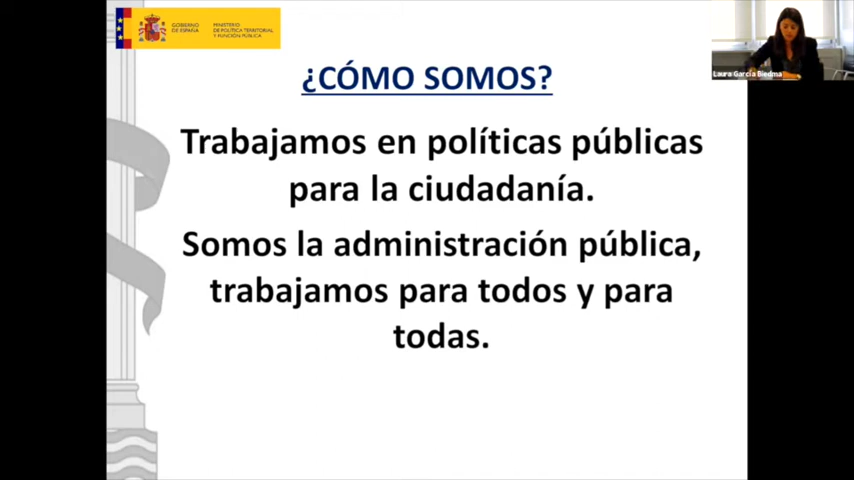 GOBIERNO
DE ESPAÑA
MINISTERIO
DE POLÍTICA TERRITORIAL
Y FUNCIÓN PÚBLICA
Laura García Biedma
¿CÓMO SOMOS?
Trabajamos en políticas públicas
para la ciudadanía.
Somos la administración pública,
trabajamos para todos y para
todas.